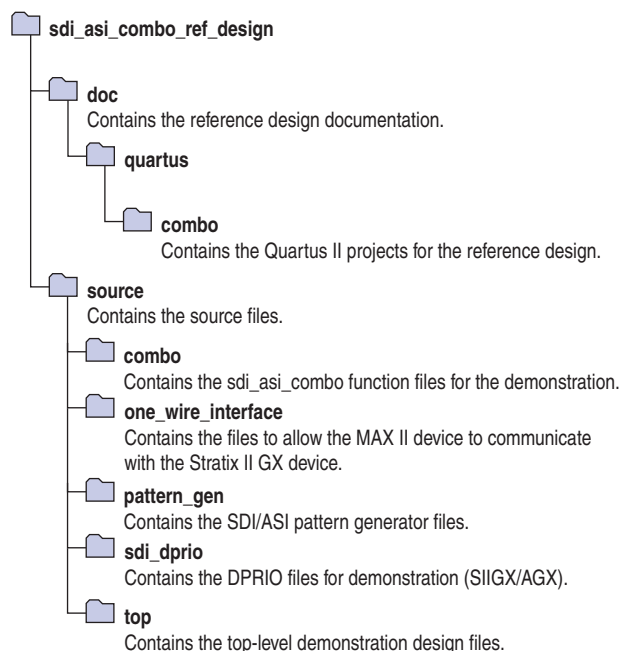 sdi_asi_combo_ref_design
doc
Contains the reference design documentation.
quartus
combo
Contains the Quartus II projects for the reference design.
source
Contains the source files.
combo
Contains the sdi_asi_combo function files for the demonstration.
one_wire_interface
Contains the files to allow the MAX II device to communicate
with the Stratix II GX device.
pattern_gen
Contains the SDI/ASI pattern generator files.
sdi_dprio
Contains the DPRIO files for demonstration (SIIGX/AGX).
top
Contains the top-level demonstration design files.